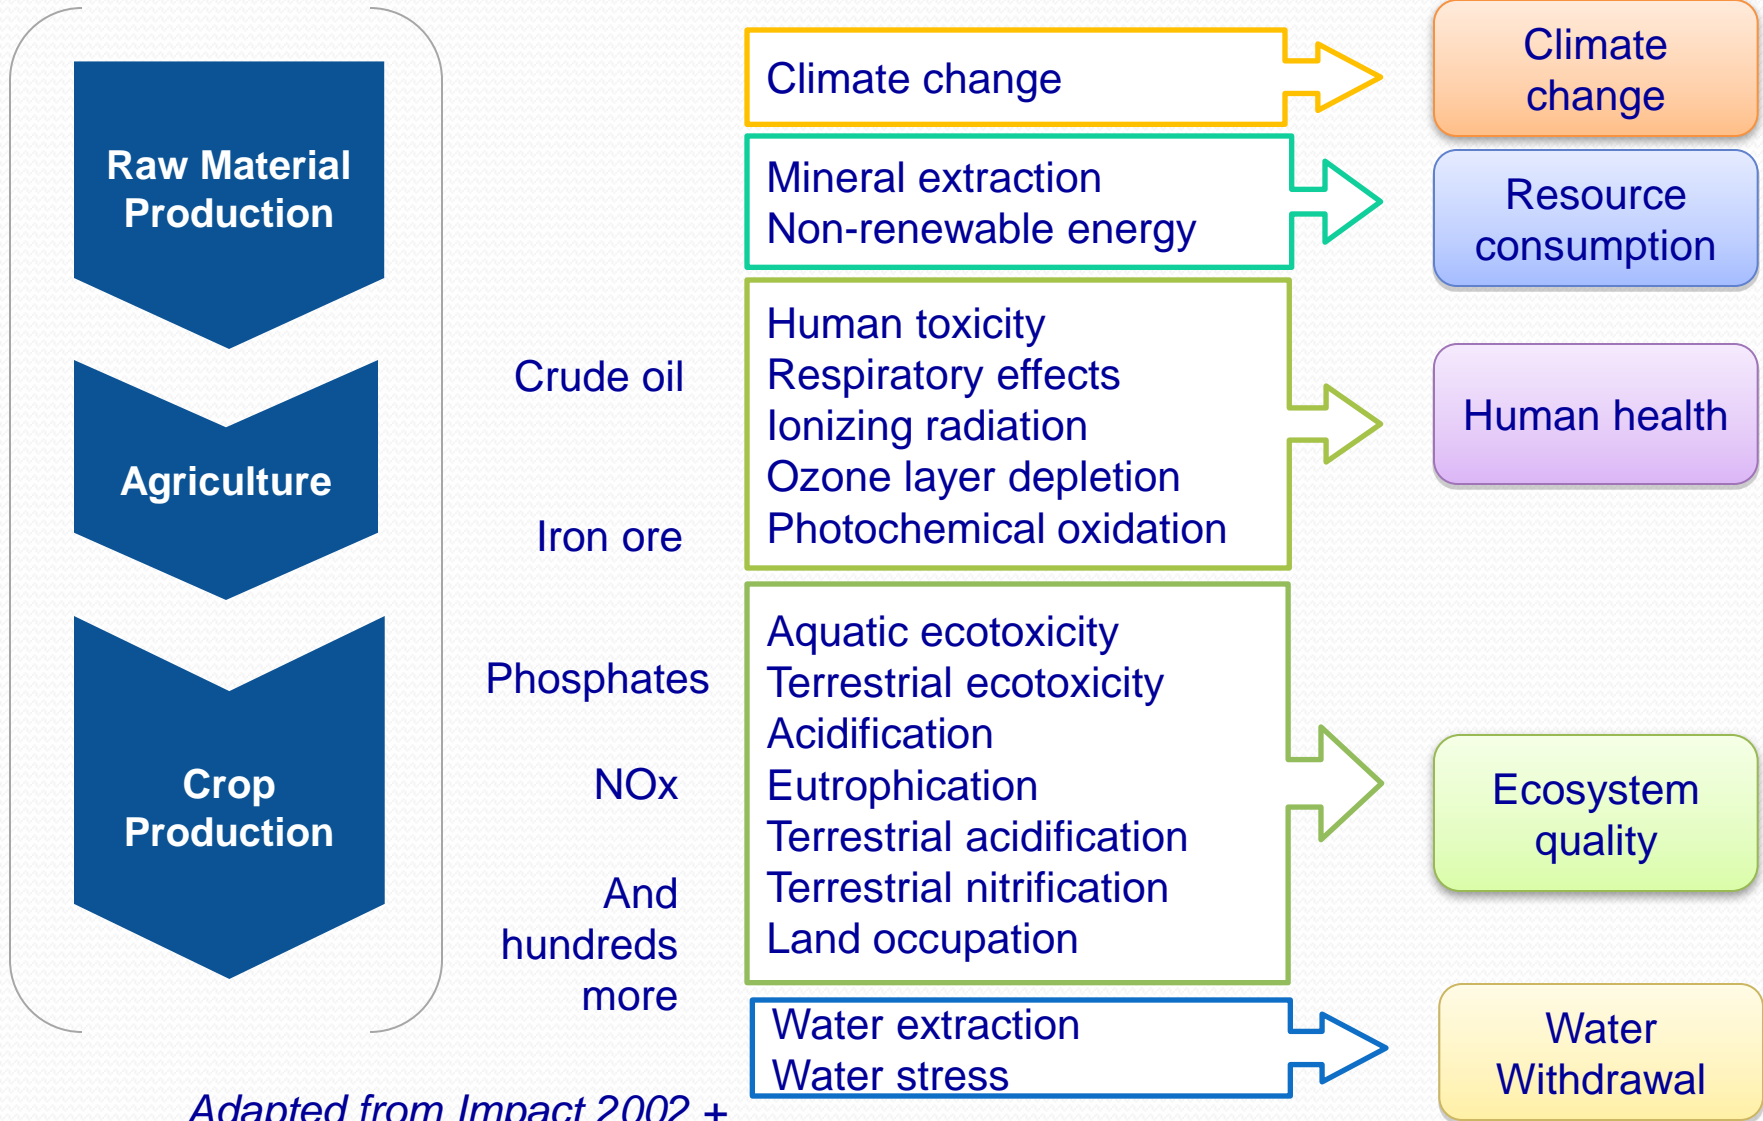 Raw Material
Production
Agriculture
Crop
Production
Crude oil
Iron ore
Phosphates
NOx
And
hundreds
more
Climate change
Mineral extraction
Non-renewable energy
Human toxicity
Respiratory effects
Ionizing radiation
Ozone layer depletion
Photochemical oxidation
Aquatic ecotoxicity
Terrestrial ecotoxicity
Acidification
Eutrophication
Terrestrial acidification
Terrestrial nitrification
Land occupation
Water extraction
Water stress
Climate
change
Resource
consumption
Human health
Ecosystem
quality
Water
Withdrawal
Adapted from Impact 2002 +